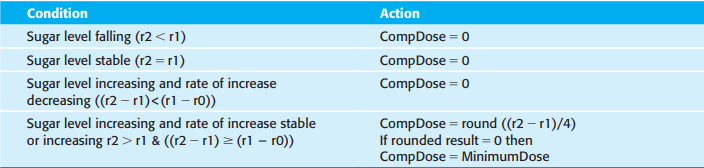 Condition Action
Sugar level falling (r2 < r1) CompDose = 0
Sugar level stable (r2 = r1) CompDose = 0
Sugar level increasing and rate of increase CompDose = 0
decreasing ((r2 – r1)<(r1 – r0))
Sugar level increasing and rate of increase stable CompDose = round ((r2 – r1)/4)
or increasing r2 > r1 & ((r2 – r1) ≥ (r1 – r0)) If rounded result = 0 then
CompDose = MinimumDose